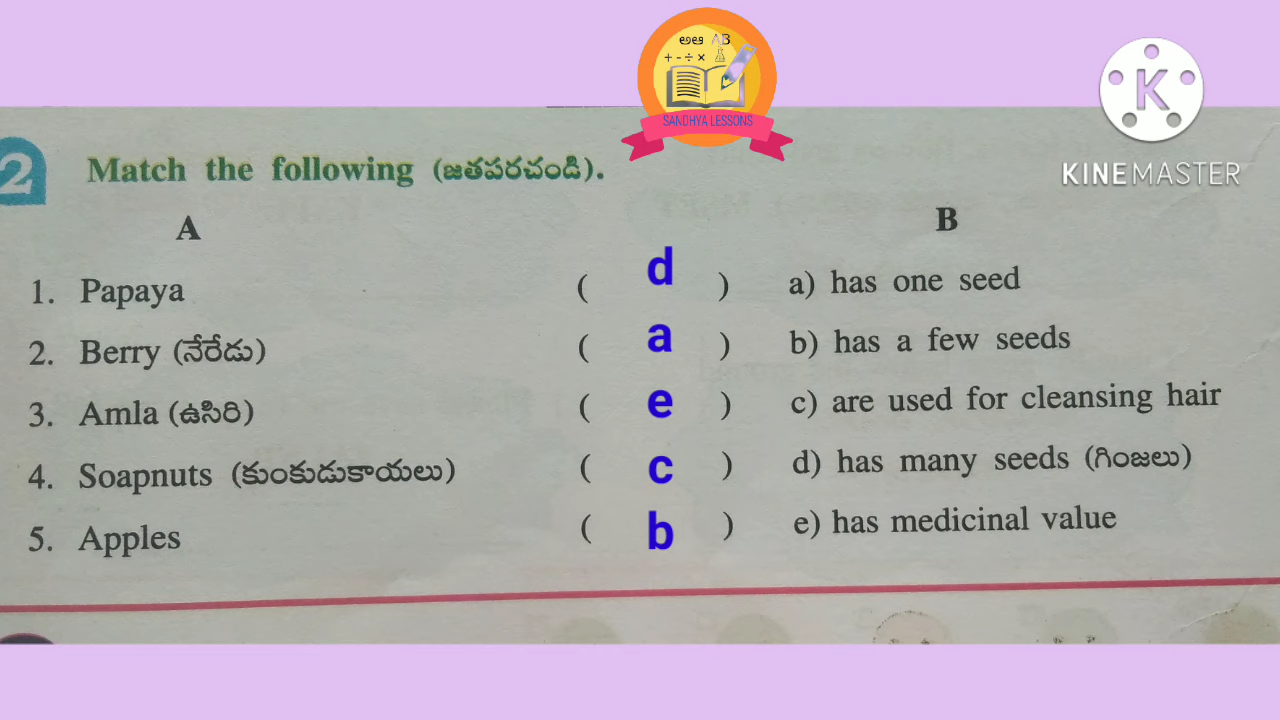 అఆ AB
+ - ÷ ×
SANDHYA LESSONS
K
KINEMASTER
2 Match the following (జతపరచండి).
A B
1. Papaya ( d ) a) has one seed
2. Berry (నేరేడు) ( a ) b) has a few seeds
3. Amla (ఉసిరి) ( e ) c) are used for cleansing hair
4. Soapnuts (కుంకుడుకాయలు) ( c ) d) has many seeds (గింజలు)
5. Apples ( b ) e) has medicinal value